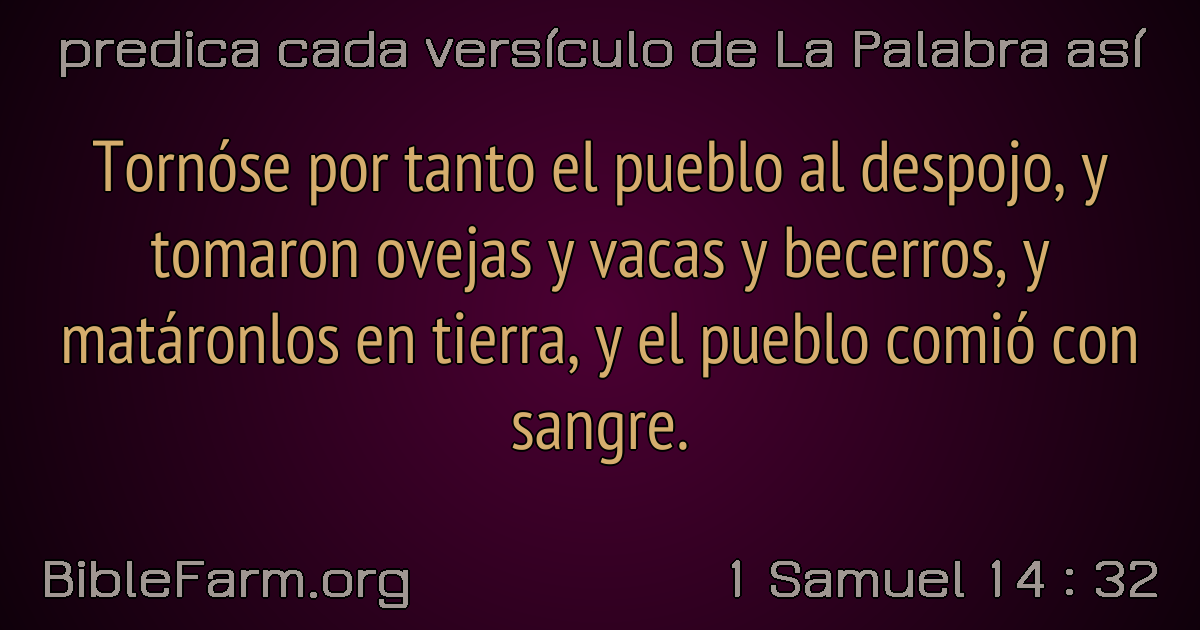 predica cada versículo de La Palabra así
Tornóse por tanto el pueblo al despojo, y
tomaron ovejas y vacas y becerros, y
matáronlos en tierra, y el pueblo comió con
sangre.
BibleFarm.org
1 Samuel 14 : 32